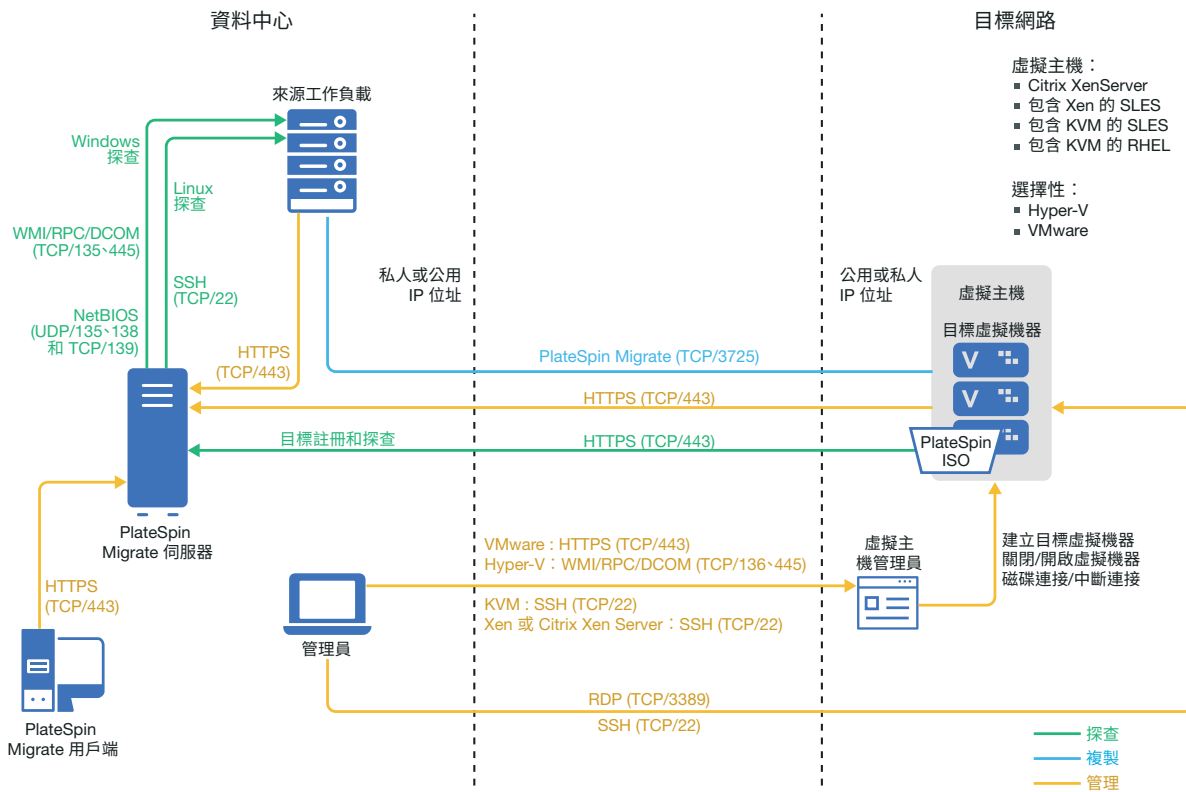 資料中心
目標網路
虛擬主機：
▪ Citrix XenServer
▪ 包含 Xen 的 SLES
▪ 包含 KVM 的 SLES
▪ 包含 KVM 的 RHEL
選擇性：
▪ Hyper-V
▪ VMware
來源工作負載
Windows
探查
Linux
探查
WMI/RPC/DCOM
(TCP/135、445)
SSH
(TCP/22)
NetBIOS
(UDP/135、138
和 TCP/139)
HTTPS
(TCP/443)
私人或公用
IP 位址
公用或私人
IP 位址
虛擬主機
目標虛擬機器
V
V
PlateSpin
ISO
PlateSpin Migrate (TCP/3725)
HTTPS (TCP/443)
目標註冊和探查
HTTPS (TCP/443)
PlateSpin
Migrate 伺服器
HTTPS
(TCP/443)
PlateSpin
Migrate 用戶端
管理員
VMware : HTTPS (TCP/443)
Hyper-V：WMI/RPC/DCOM (TCP/136、445)
KVM : SSH (TCP/22)
Xen 或 Citrix Xen Server：SSH (TCP/22)
虛擬主
機管理員
建立目標虛擬機器
關閉/開啟虛擬機器
磁碟連接/中斷連接
RDP (TCP/3389)
SSH (TCP/22)
探查
複製
管理